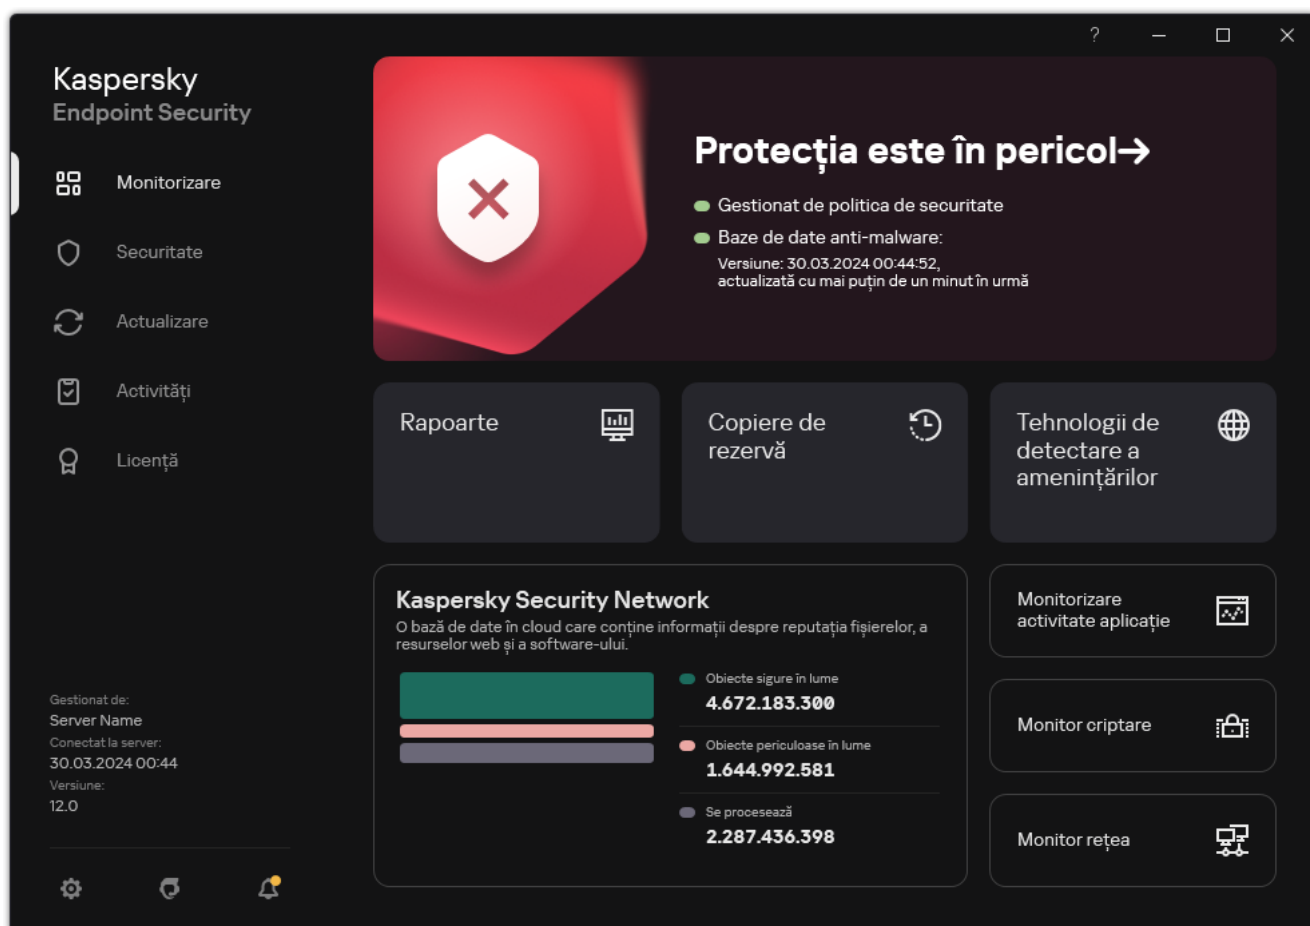 ?
Kaspersky
Endpoint Security
Monitorizare
Securitate
Actualizare
Activități
Licență
Gestionat de:
Server Name
Conectat la server:
30.03.2024 00:44
Versiune:
12.0
Protecția este în pericol→
Gestionat de politica de securitate
Baze de date anti-malware:
Versiune: 30.03.2024 00:44:52,
actualizată cu mai puțin de un minut în urmă
Rapoarte
Copiere de
rezervă
Tehnologii de
detectare a
amenințărilor
Kaspersky Security Network
O bază de date în cloud care conține informații despre reputația fișierelor, a
resurselor web și a software-ului.
Obiecte sigure în lume
4.672.183.300
Obiecte periculoase în lume
1.644.992.581
Se procesează
2.287.436.398
Monitorizare
activitate aplicație
Monitor criptare
Monitor rețea